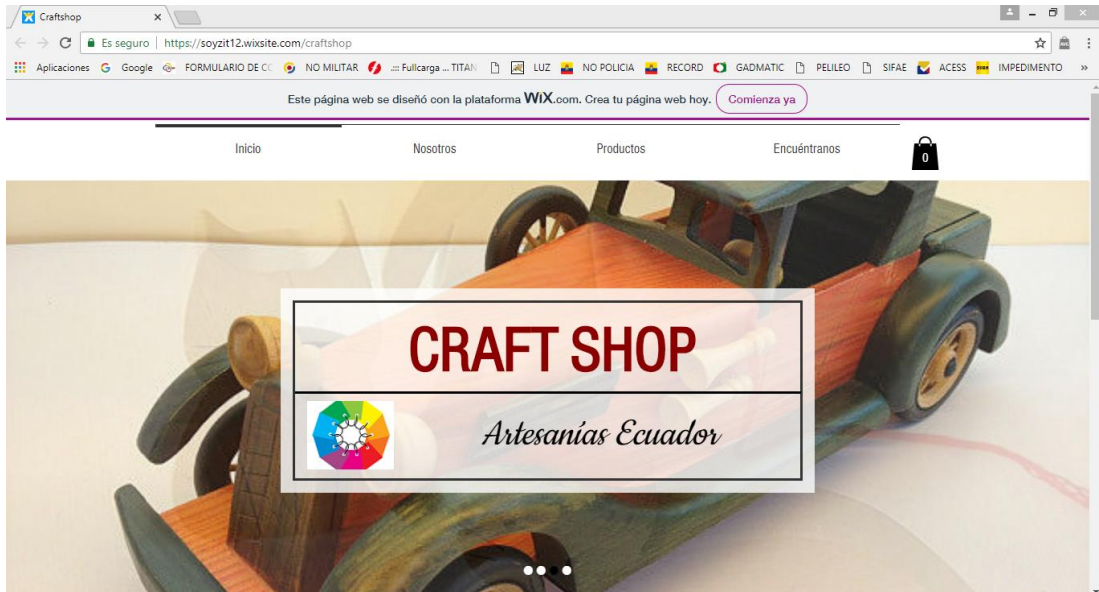 Craftshop
Es seguro https://soyzit12.wixsite.com/craftshop
Aplicaciones Google FORMULARIO DE CC NO MILITAR .::: Fullcarga ... TITAN LUZ NO POLICIA RECORD GADMATIC PELILEO SIFAE ACESS IMPEDIMENTO »
Este página web se diseñó con la plataforma WiX.com. Crea tu página web hoy. Comienza ya
Inicio Nosotros Productos Encuéntranos 0
CRAFT SHOP
Artesanías Ecuador